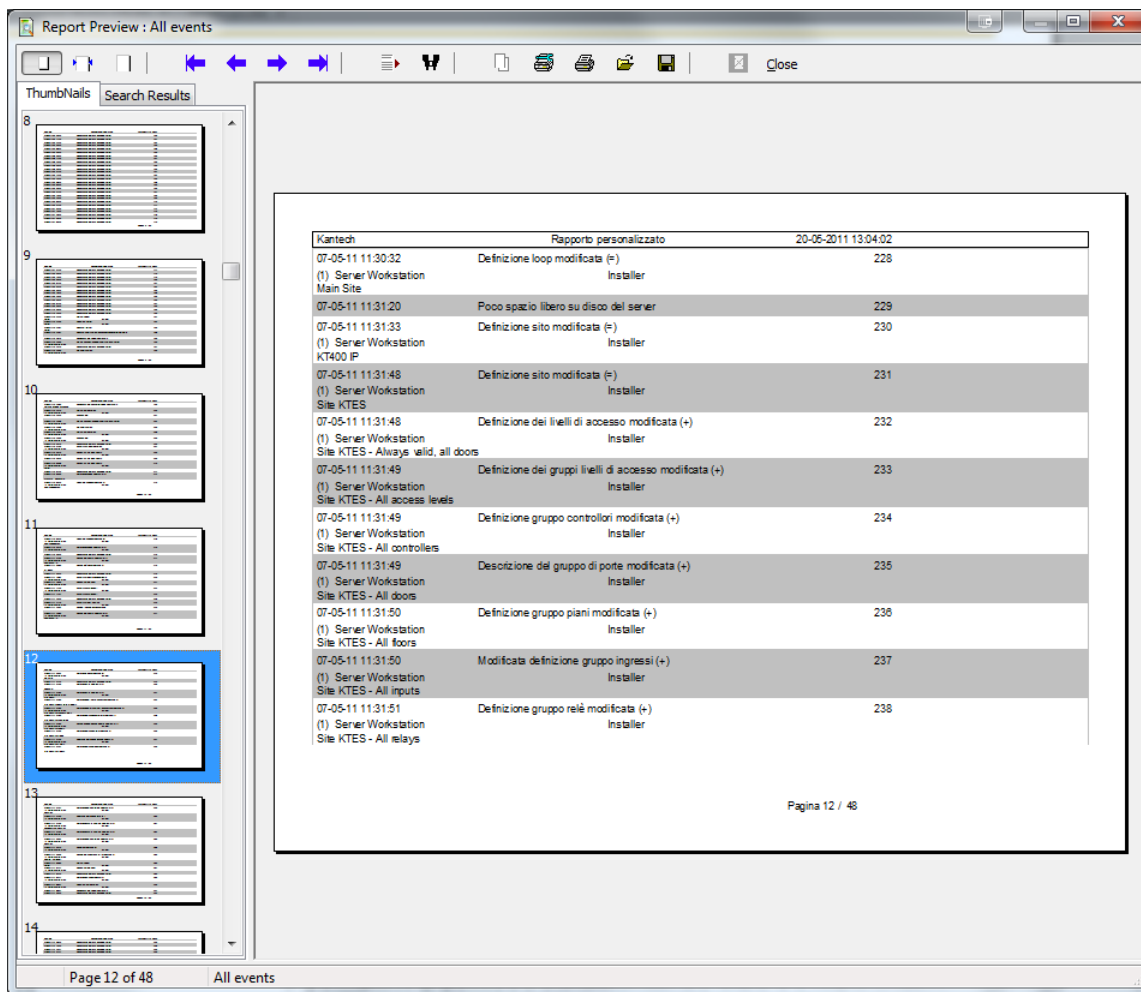 Report Preview : All events
Close
ThumbNails Search Results
8
9
10
11
12
13
14
Kantech Rapporto personalizzato 20-05-2011 13:04:02
07-05-11 11:30:32 Definizione loop modificata (=) 228
(1) Server Workstation Installer
Main Site
07-05-11 11:31:20 Poco spazio libero su disco del server 229
07-05-11 11:31:33 Definizione sito modificata (=) 230
(1) Server Workstation Installer
KT400 IP
07-05-11 11:31:48 Definizione sito modificata (=) 231
(1) Server Workstation Installer
Site KTES
07-05-11 11:31:48 Definizione dei livelli di accesso modificata (+) 232
(1) Server Workstation Installer
Site KTES - Always valid, all doors
07-05-11 11:31:49 Definizione dei gruppi livelli di accesso modificata (+) 233
(1) Server Workstation Installer
Site KTES - All access levels
07-05-11 11:31:49 Definizione gruppo controllori modificata (+) 234
(1) Server Workstation Installer
Site KTES - All controllers
07-05-11 11:31:49 Descrizione del gruppo di porte modificata (+) 235
(1) Server Workstation Installer
Site KTES - All doors
07-05-11 11:31:50 Definizione gruppo piani modificata (+) 236
(1) Server Workstation Installer
Site KTES - All floors
07-05-11 11:31:50 Modificata definizione gruppo ingressi (+) 237
(1) Server Workstation Installer
Site KTES - All inputs
07-05-11 11:31:51 Definizione gruppo relè modificata (+) 238
(1) Server Workstation Installer
Site KTES - All relays
Pagina 12 / 48
Page 12 of 48 All events